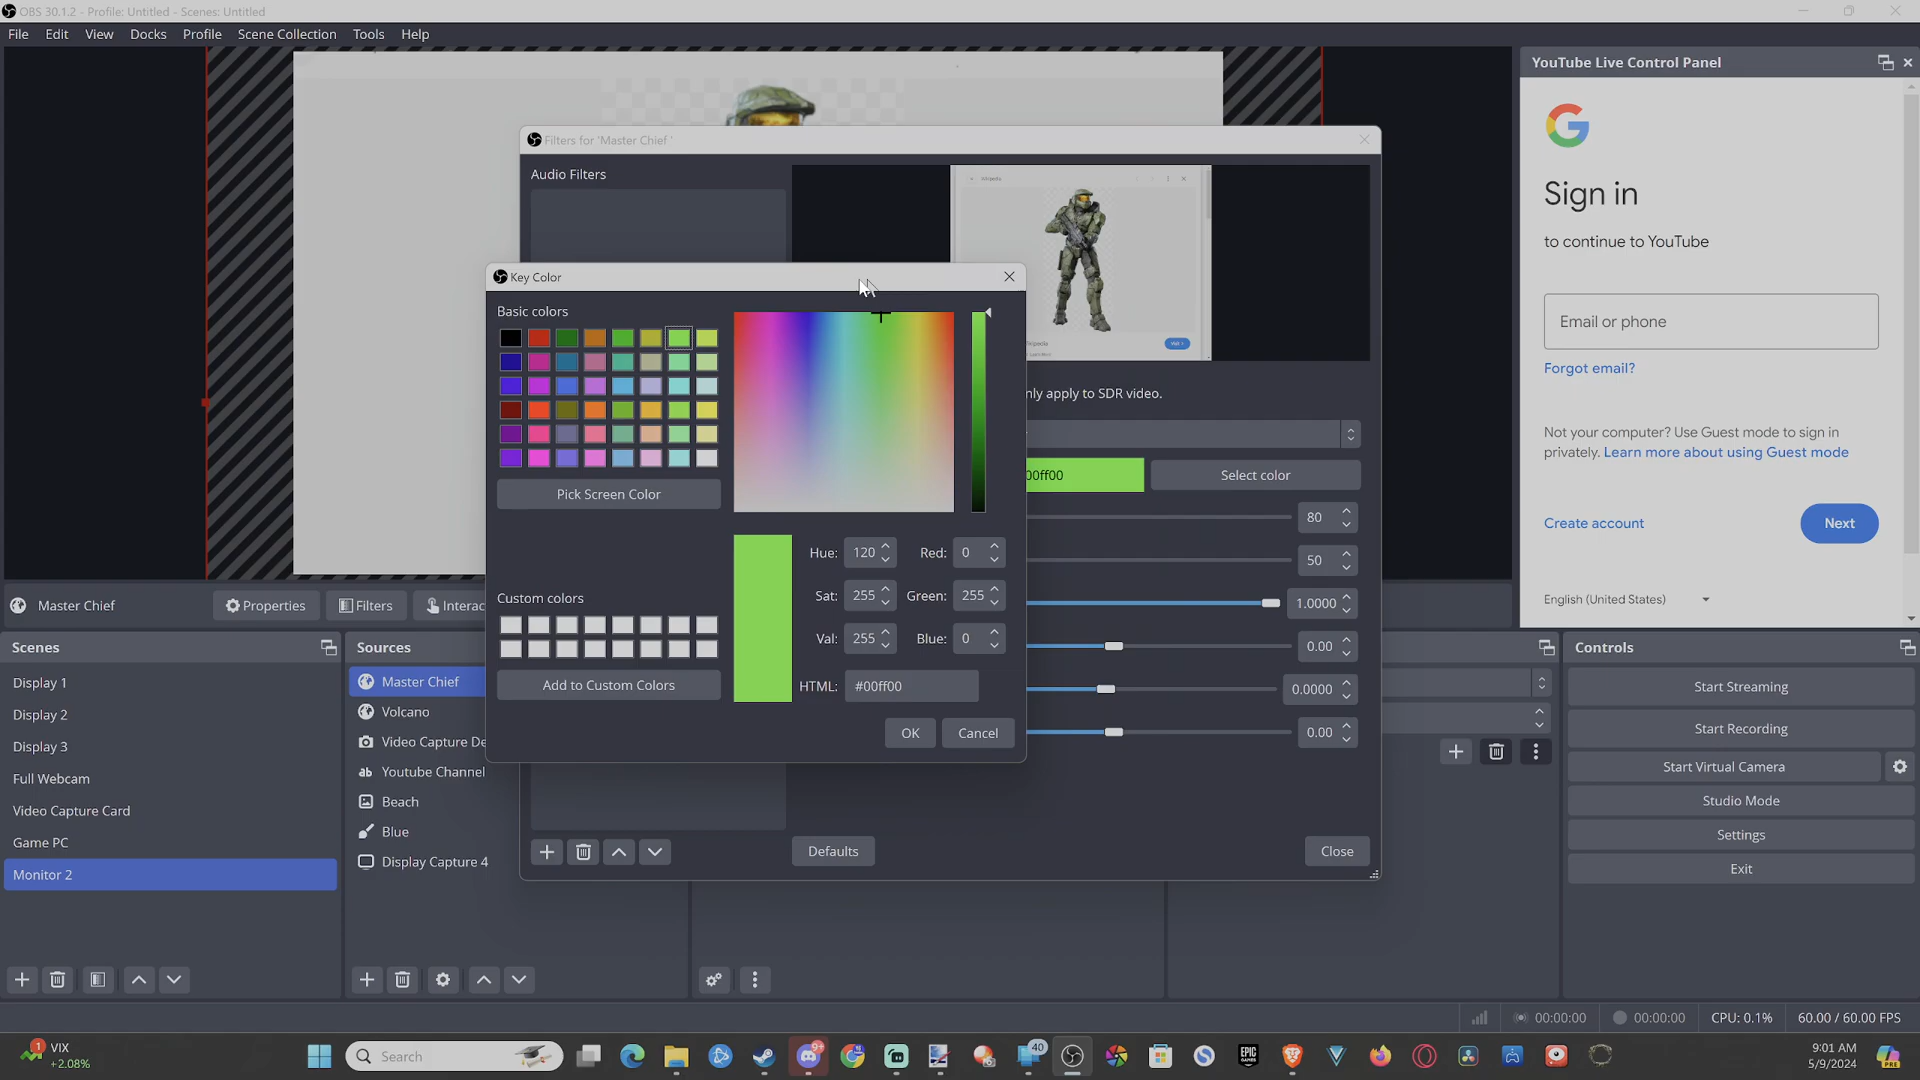 OBS 30.1.2 - Profile: Untitled - Scenes: Untitled
File Edit View Docks Profile Scene Collection Tools Help
YouTube Live Control Panel
Sign in
to continue to YouTube
Email or phone
Forgot email?
Not your computer? Use Guest mode to sign in
privately. Learn more about using Guest mode
Create account Next
English (United States)
Filters for 'Master Chief '
Audio Filters
Wikipedia
nly apply to SDR video.
00ff00 Select color
80
50
1.0000
0.00
0.0000
0.00
Defaults Close
Key Color
Basic colors
Pick Screen Color
Custom colors
Add to Custom Colors
Hue: 120 Red: 0
Sat: 255 Green: 255
Val: 255 Blue: 0
HTML: #00ff00
OK Cancel
Master Chief Properties Filters Interac
Scenes
Display 1
Display 2
Display 3
Full Webcam
Video Capture Card
Game PC
Monitor 2
Sources
Master Chief
Volcano
Video Capture De
ab Youtube Channel
Beach
Blue
Display Capture 4
Controls
Start Streaming
Start Recording
Start Virtual Camera
Studio Mode
Settings
Exit
00:00:00 00:00:00 CPU: 0.1% 60.00 / 60.00 FPS
1 VIX
+2.08%
Search
9+
40
EPIC
GAMES
PRE
9:01 AM
5/9/2024